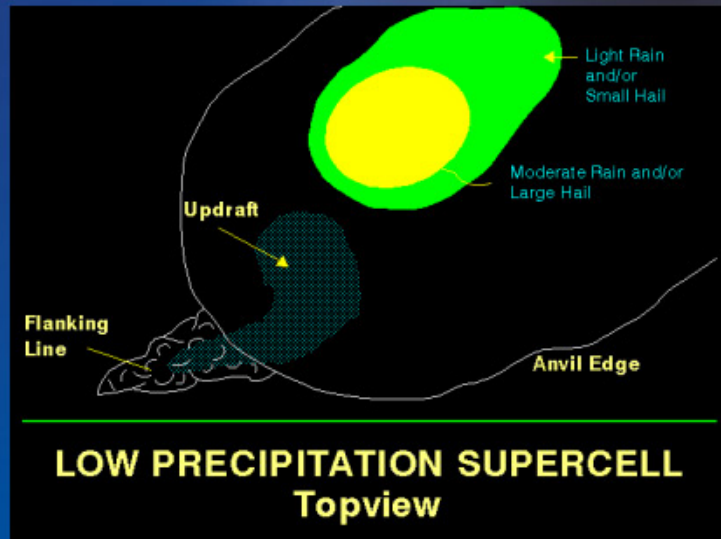 Light Rain
and/or
Small Hail
Moderate Rain and/or
Large Hail
Updraft
Flanking
Line
Anvil Edge
LOW PRECIPITATION SUPERCELL
Topview